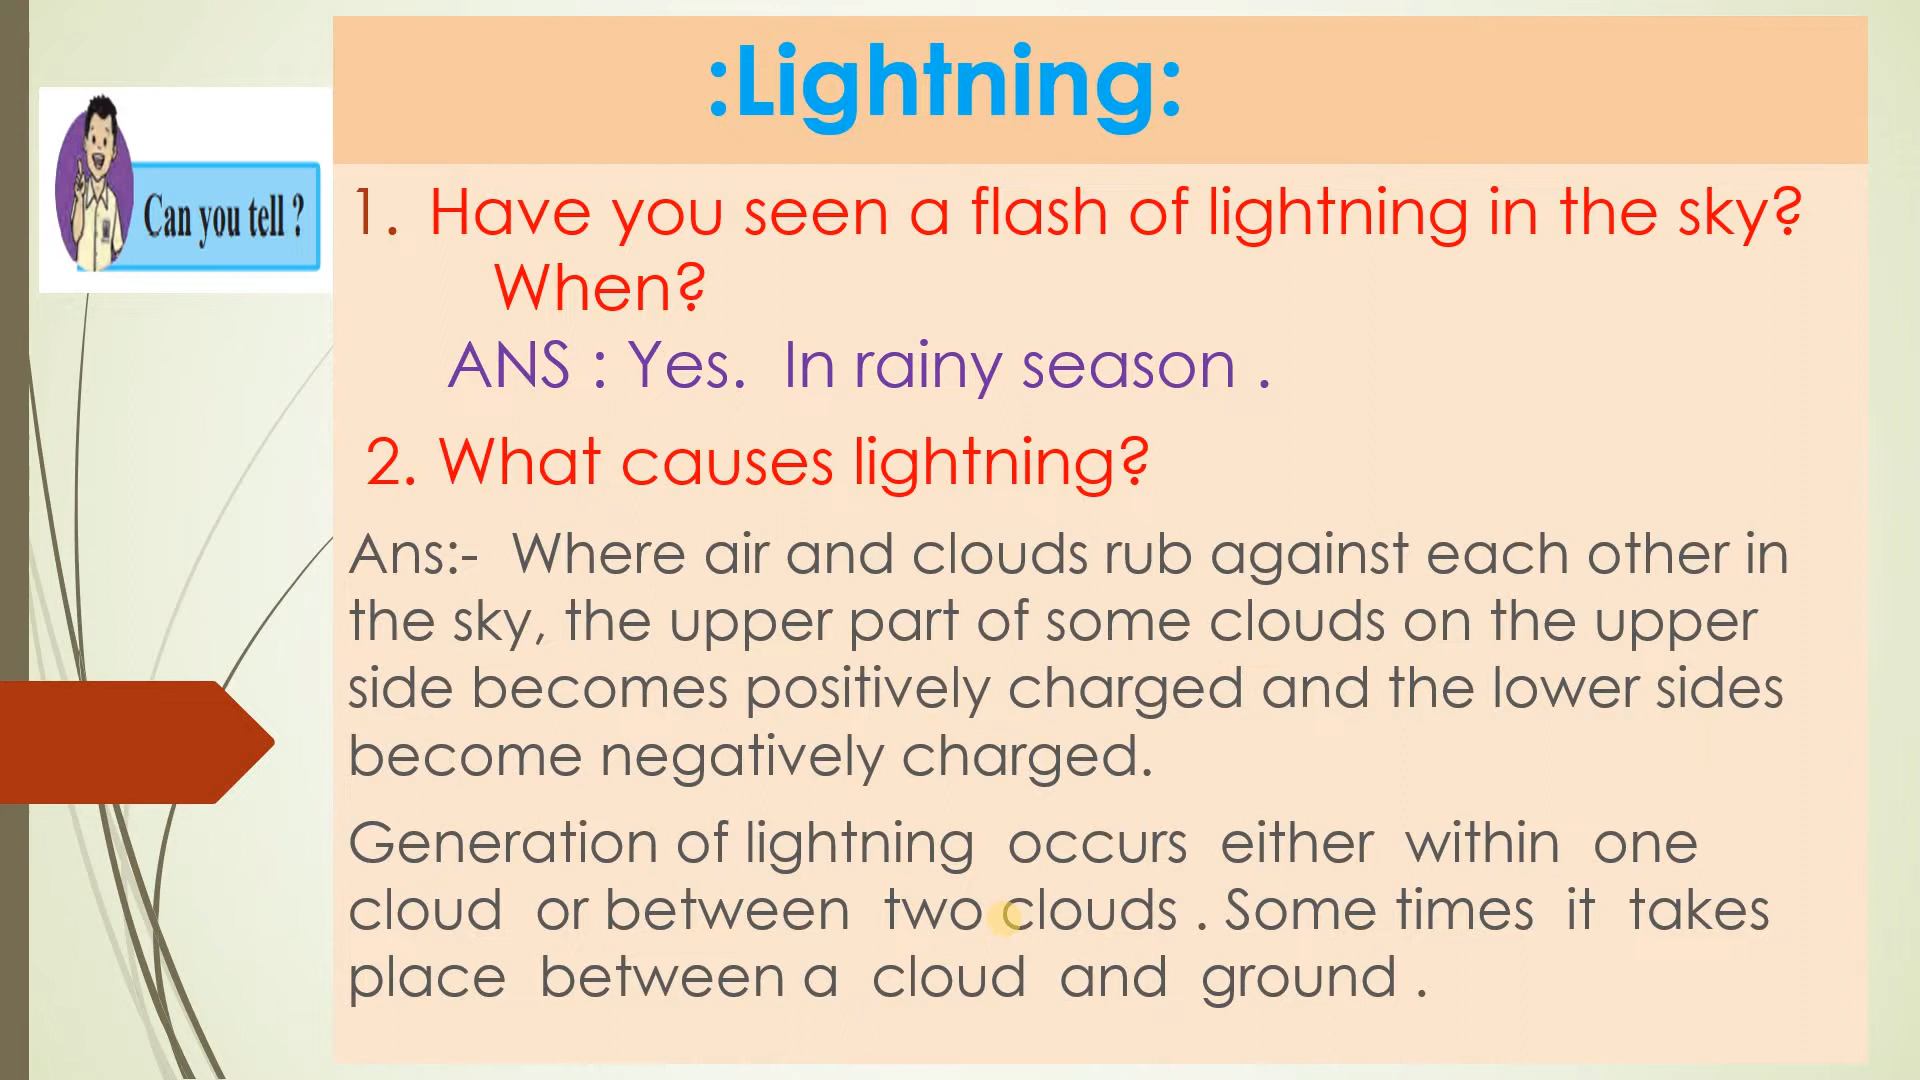 :Lightning:
Can you tell ?
1. Have you seen a flash of lightning in the sky?
When?
ANS : Yes. In rainy season .
2. What causes lightning?
Ans:- Where air and clouds rub against each other in
the sky, the upper part of some clouds on the upper
side becomes positively charged and the lower sides
become negatively charged.
Generation of lightning occurs either within one
cloud or between two clouds . Some times it takes
place between a cloud and ground .